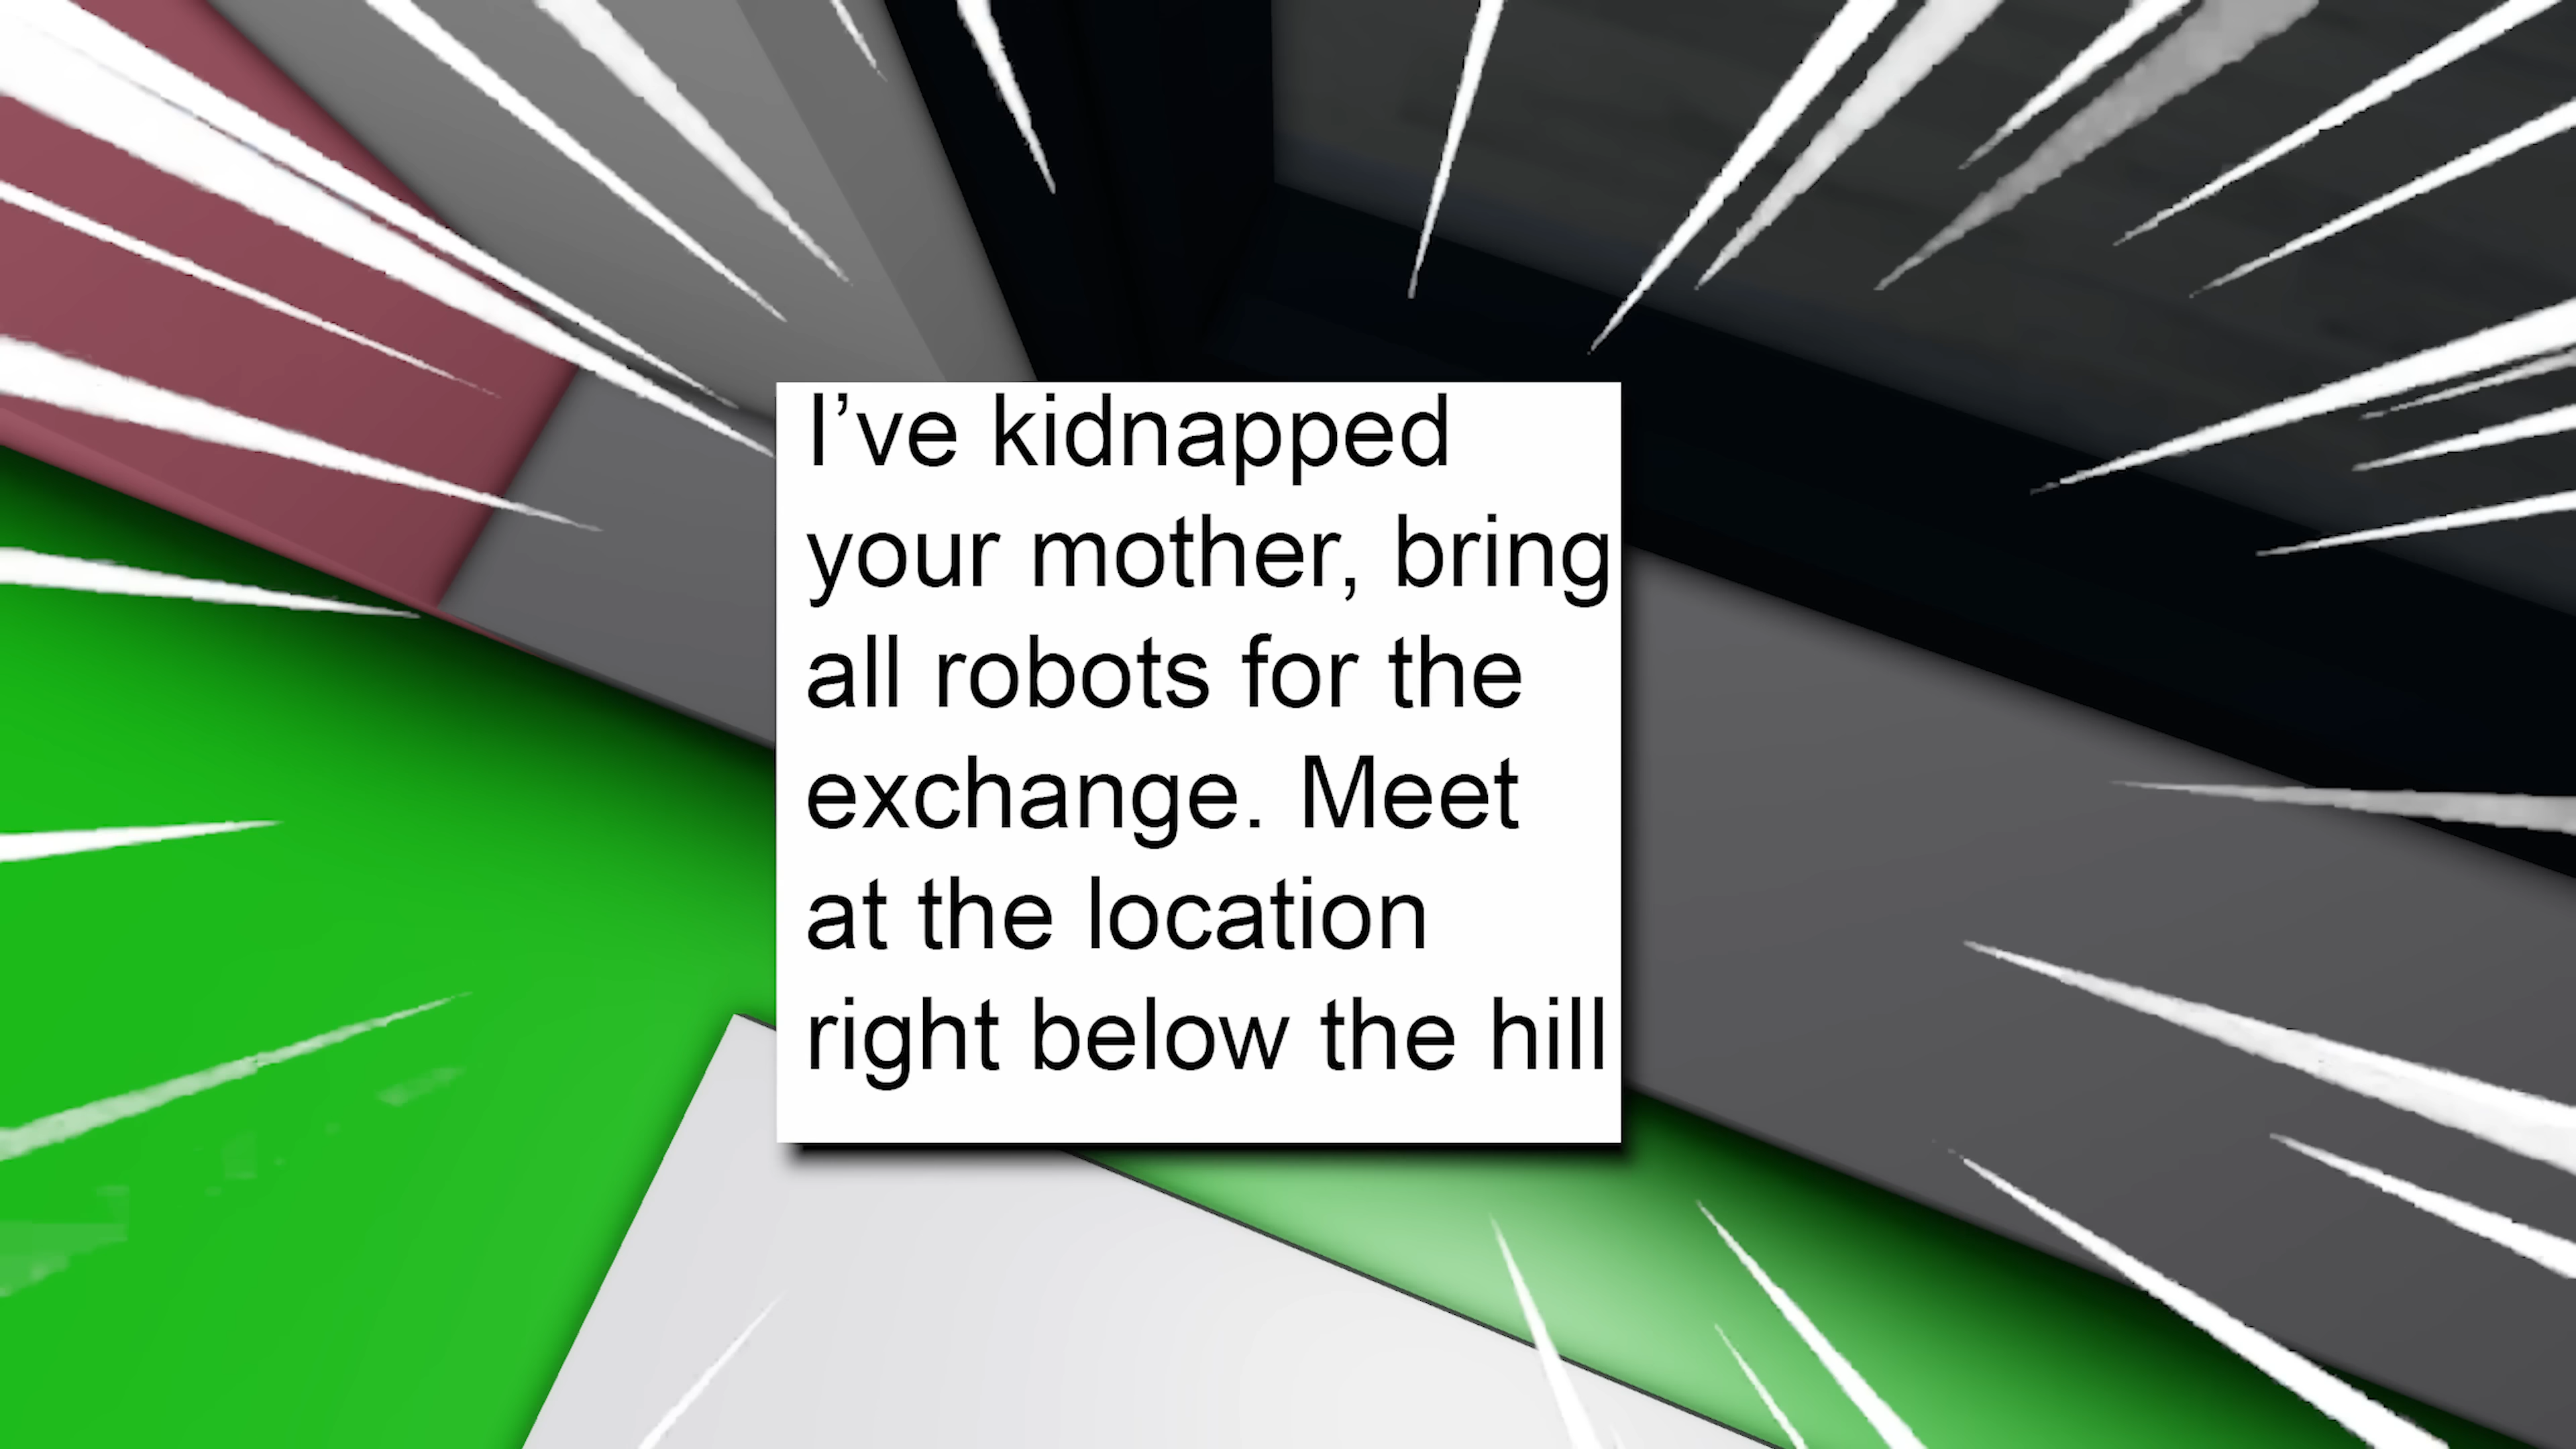 I’ve kidnapped
your mother, bring
all robots for the
exchange. Meet
at the location
right below the hill